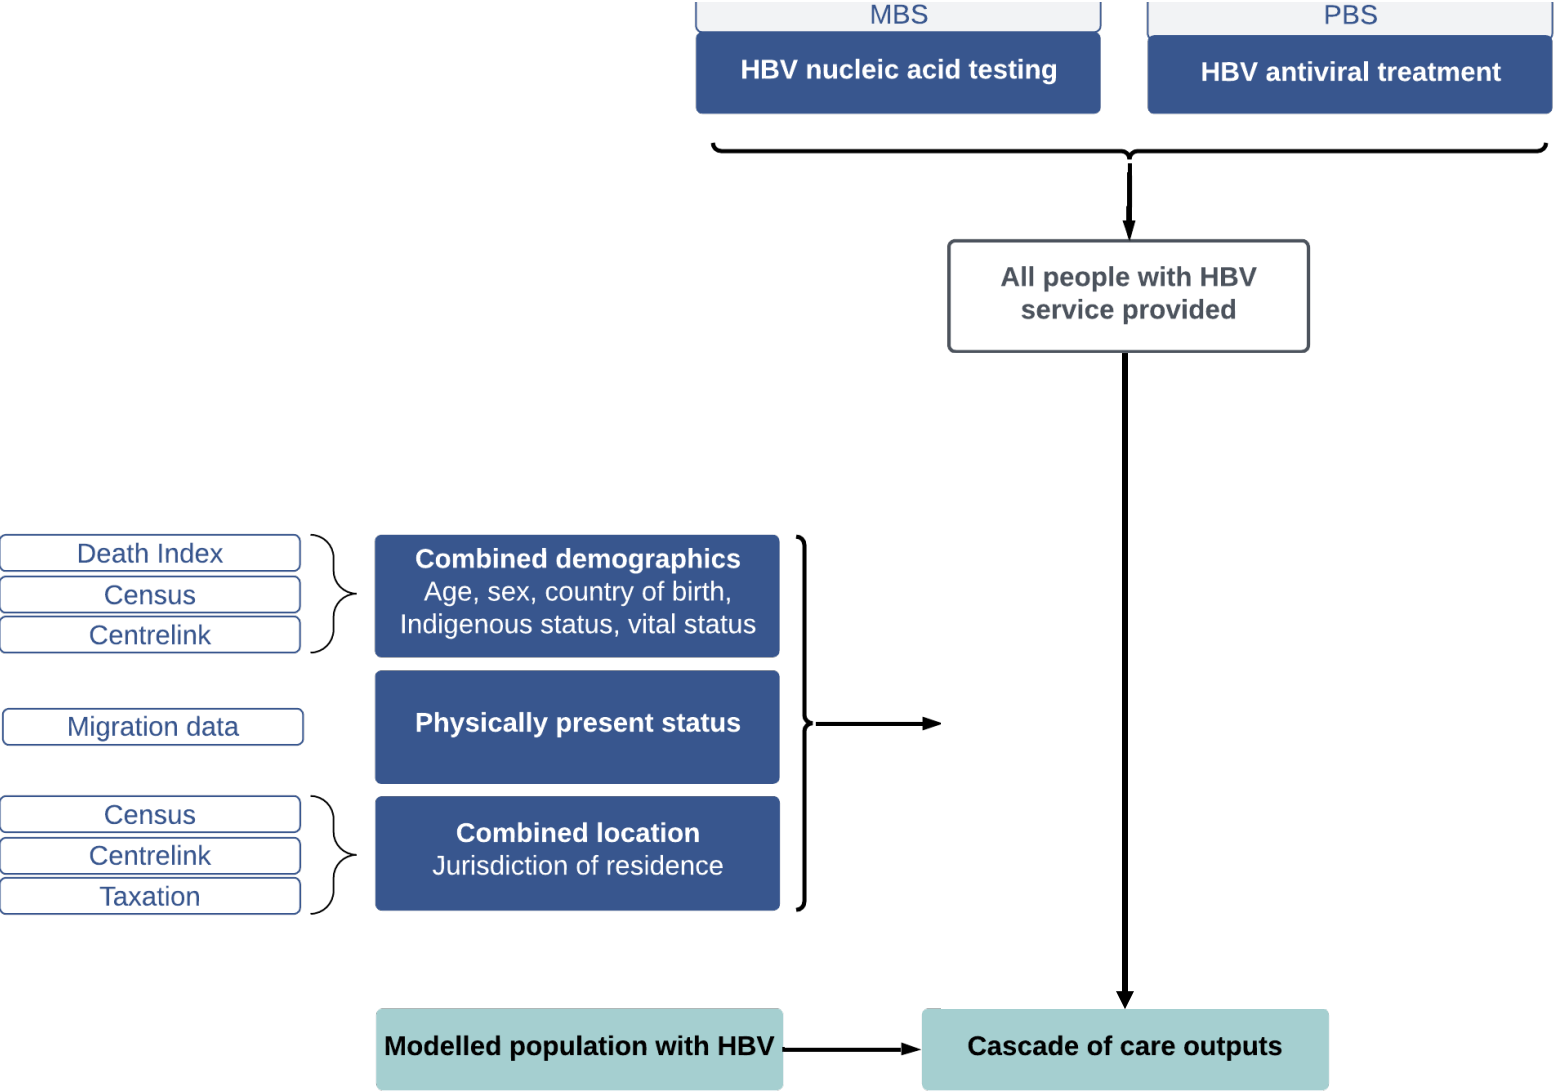 MBS
PBS
HBV nucleic acid testing
HBV antiviral treatment
All people with HBV
service provided
Death Index
Census
Centrelink
Combined demographics
Age, sex, country of birth,
Indigenous status, vital status
Migration data
Physically present status
Census
Centrelink
Taxation
Combined location
Jurisdiction of residence
Modelled population with HBV
Cascade of care outputs